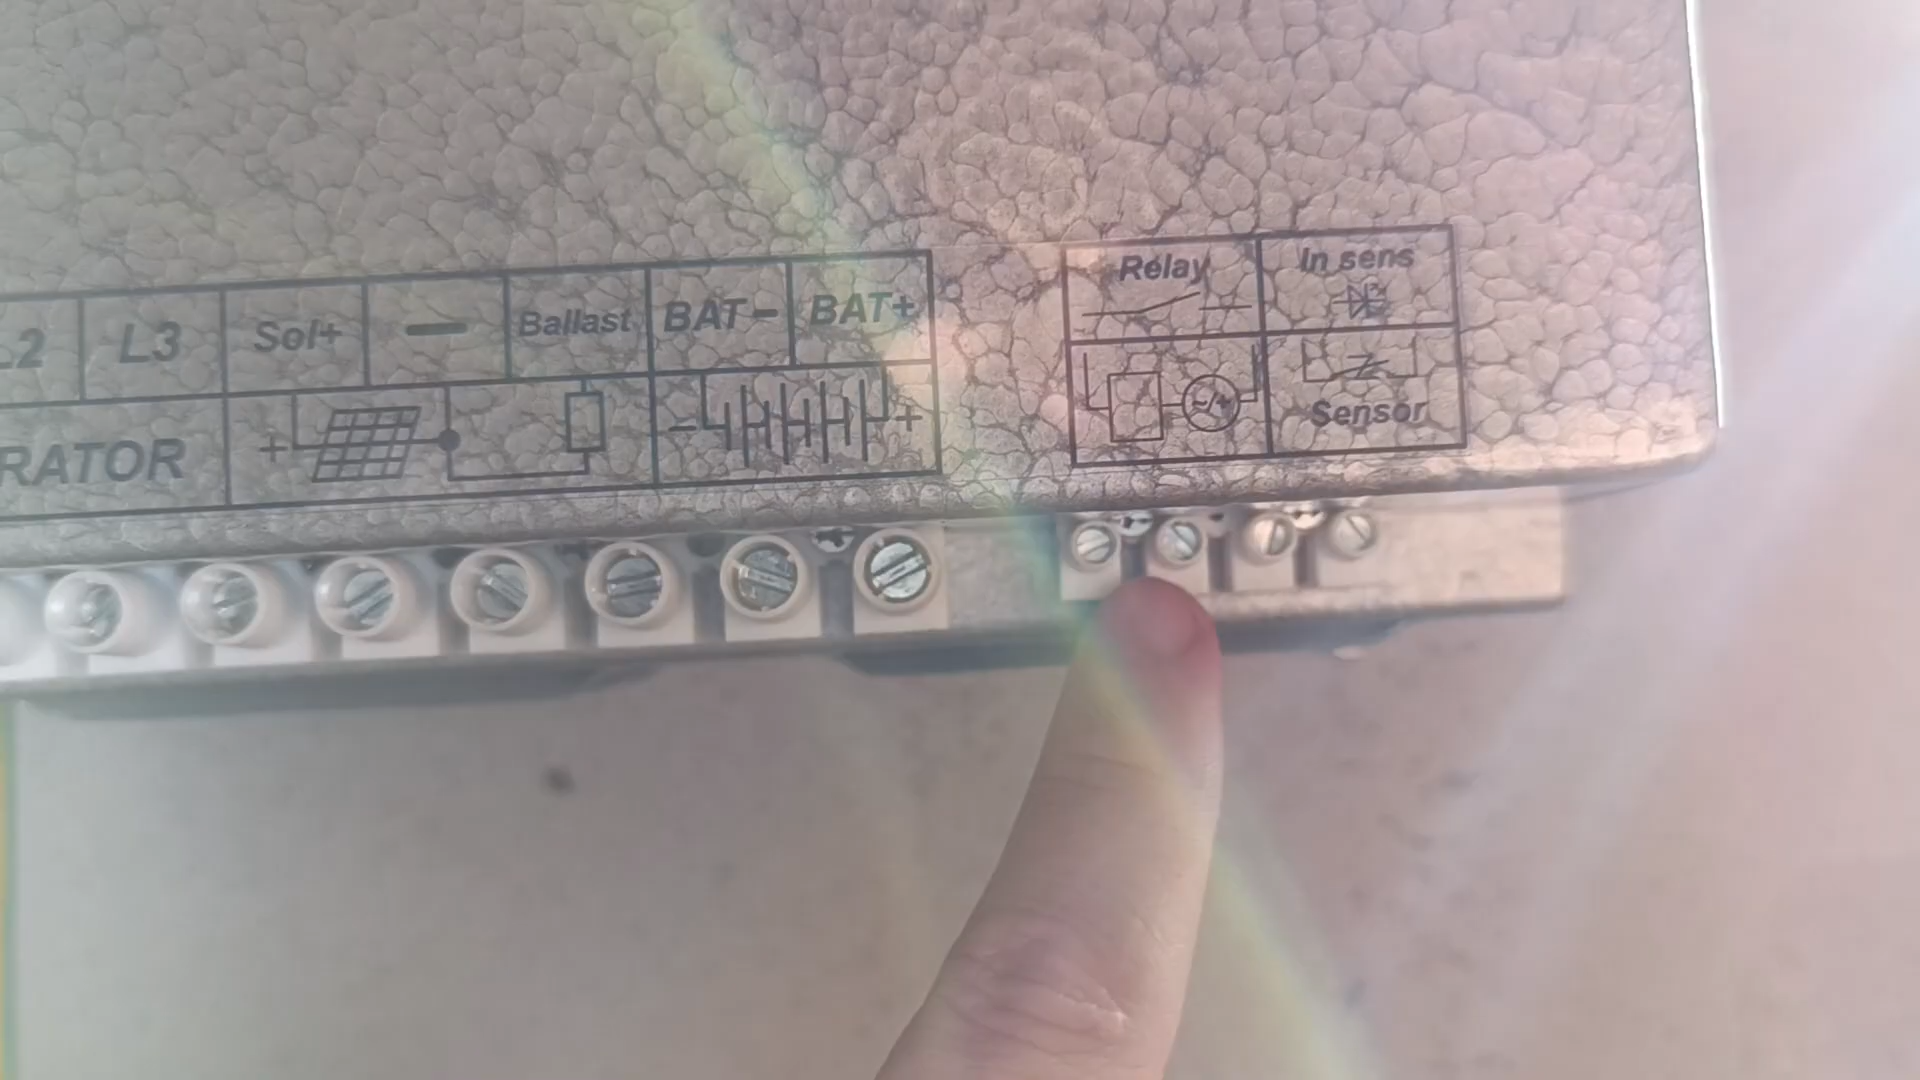 L2 L3 Sol+ — Ballast BAT- BAT+
RATOR + - +
Relay In sens
~/+
Sensor